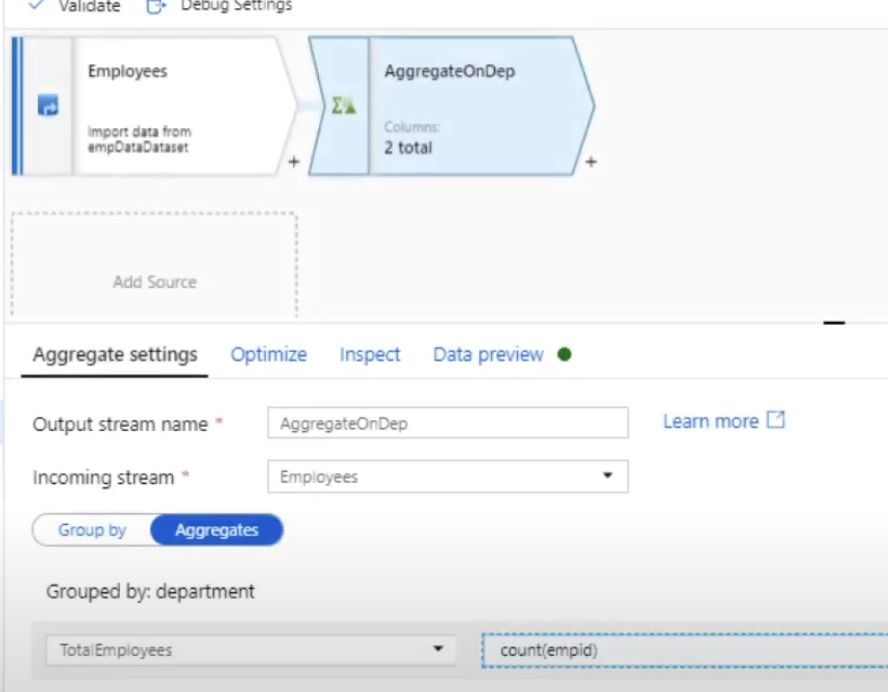 Validate Debug Settings
Employees
Import data from
empDataDataset
+
AggregateOnDep
Columns:
2 total
+
Add Source
Aggregate settings Optimize Inspect Data preview
Output stream name * AggregateOnDep Learn more
Incoming stream * Employees
Group by Aggregates
Grouped by: department
TotalEmployees count(empid)